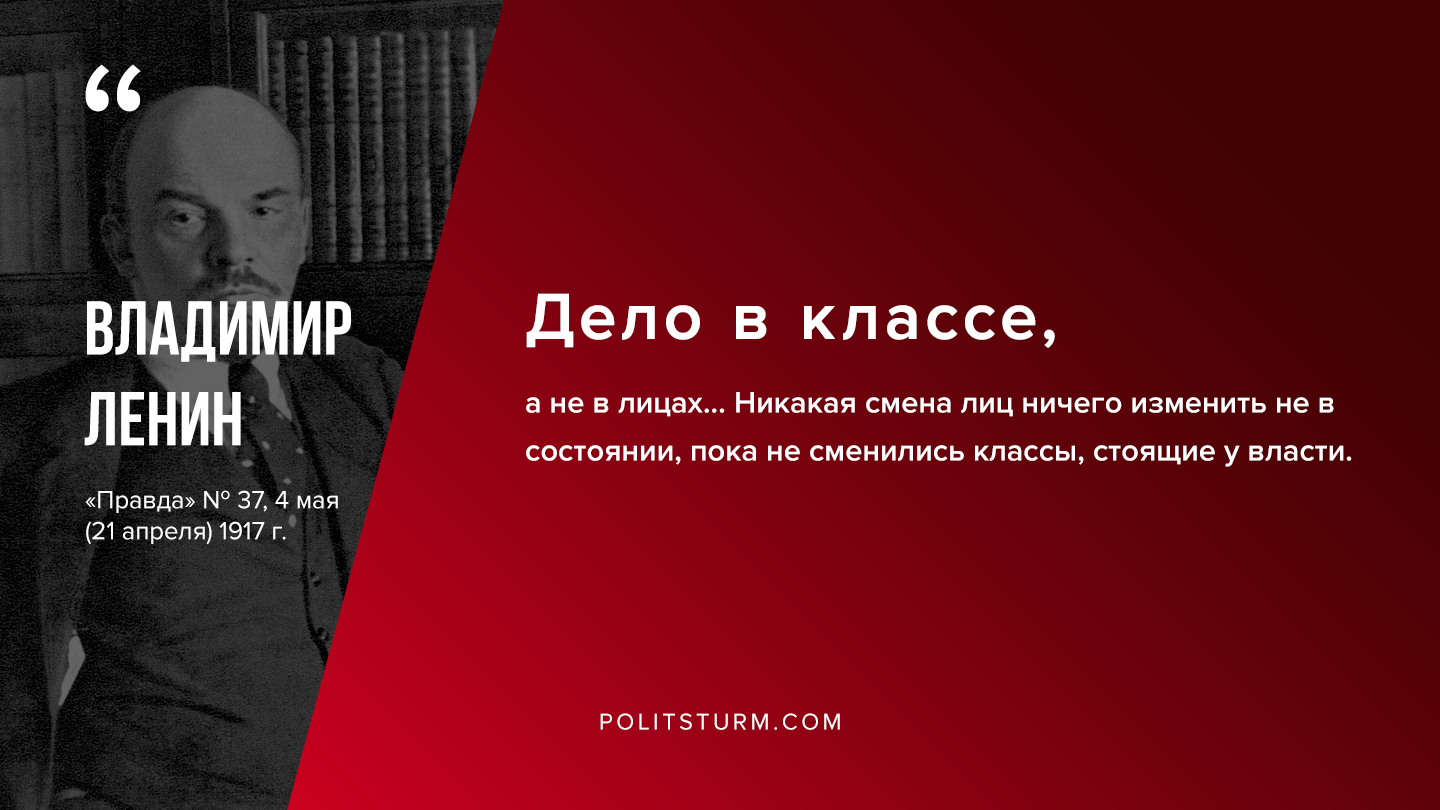 “
ВЛАДИМИР
ЛЕНИН
«Правда» № 37, 4 мая
(21 апреля) 1917 г.
Дело в классе,
а не в лицах... Никакая смена лиц ничего изменить не в
состоянии, пока не сменились классы, стоящие у власти.
POLITSTURM.COM